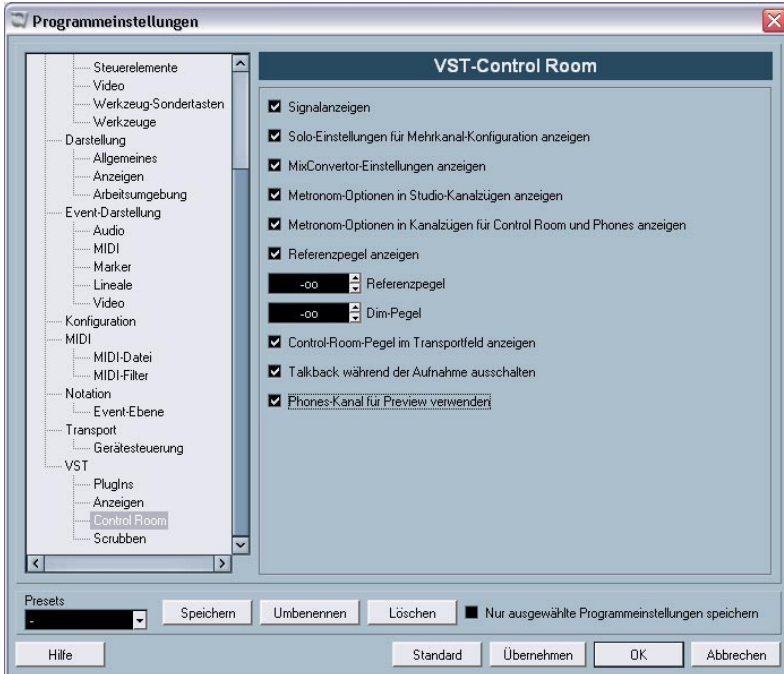 Programmeinstellungen
Steuerelemente
Video
Werkzeug-Sondertasten
Werkzeuge
Darstellung
Allgemeines
Anzeigen
Arbeitsumgebung
Event-Darstellung
Audio
MIDI
Marker
Lineale
Video
Konfiguration
MIDI
MIDI-Datei
MIDI-Filter
Notation
Event-Ebene
Transport
Gerätesteuerung
VST
PlugIns
Anzeigen
Control Room
Scrubben
VST-Control Room
Signalanzeigen
Solo-Einstellungen für Mehrkanal-Konfiguration anzeigen
MixConvertor-Einstellungen anzeigen
Metronom-Optionen in Studio-Kanalzügen anzeigen
Metronom-Optionen in Kanalzügen für Control Room und Phones anzeigen
Referenzpegel anzeigen
-oo Referenzpegel
-oo Dim-Pegel
Control-Room-Pegel im Transportfeld anzeigen
Talkback während der Aufnahme ausschalten
Phones-Kanal für Preview verwenden
Presets
-
Speichern Umbenennen Löschen Nur ausgewählte Programmeinstellungen speichern
Hilfe Standard Übernehmen OK Abbrechen